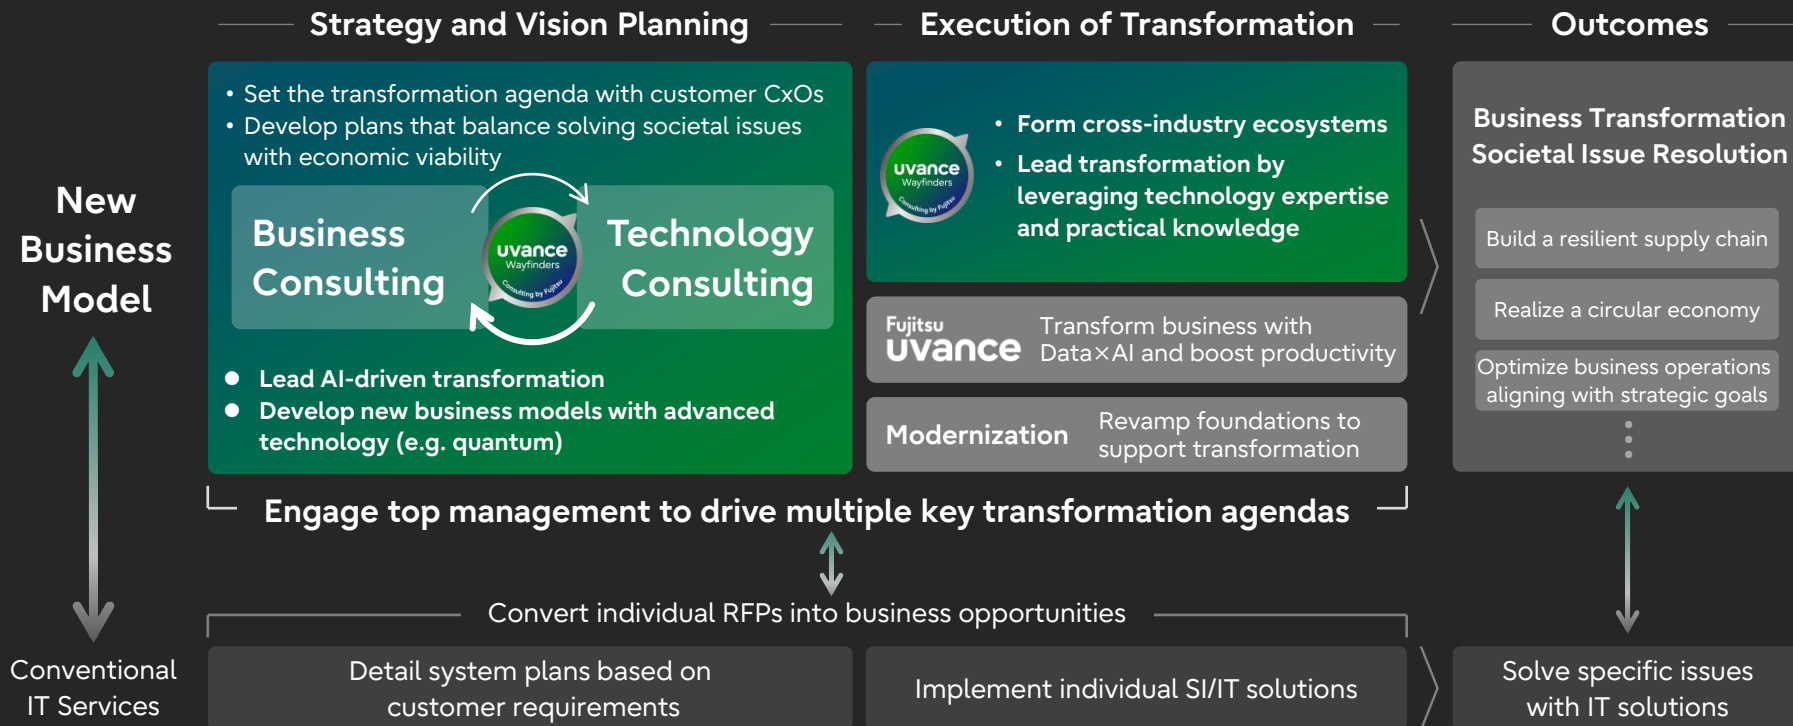 Strategy and Vision Planning
Execution of Transformation
Outcomes
New
Business
Model
• Set the transformation agenda with customer CxOs
• Develop plans that balance solving societal issues
with economic viability
Business
Consulting
uvance
Wayfinders
Consulting by Fujitsu
Technology
Consulting
● Lead AI-driven transformation
● Develop new business models with advanced
technology (e.g. quantum)
uvance
Wayfinders
Consulting by Fujitsu
• Form cross-industry ecosystems
• Lead transformation by
leveraging technology expertise
and practical knowledge
Fujitsu
uvance
Transform business with
Data×AI and boost productivity
Modernization
Revamp foundations to
support transformation
Business Transformation
Societal Issue Resolution
Build a resilient supply chain
Realize a circular economy
Optimize business operations
aligning with strategic goals
Engage top management to drive multiple key transformation agendas
Convert individual RFPs into business opportunities
Conventional
IT Services
Detail system plans based on
customer requirements
Implement individual SI/IT solutions
Solve specific issues
with IT solutions